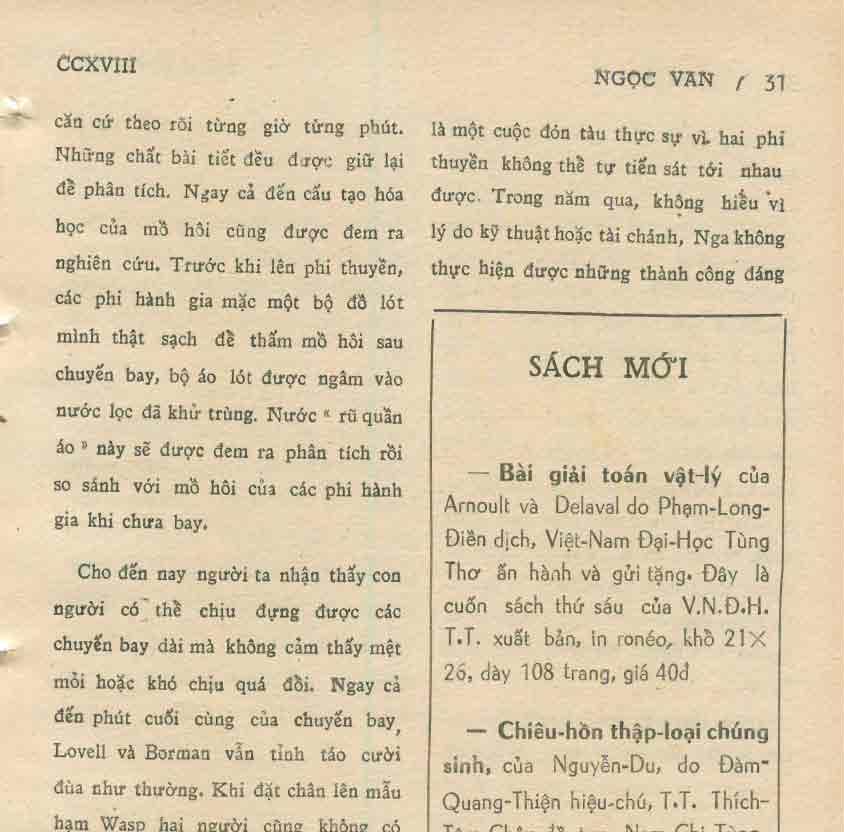 CCXVIII
NGỌC VAN / 31
căn cứ theo rõi từng giờ từng phút.
Những chất bài tiết đều được giữ lại
để phân tích. Ngay cả đến cấu tạo hóa
học của mồ hôi cũng được đem ra
nghiên cứu. Trước khi lên phi thuyền,
các phi hành gia mặc một bộ đồ lót
mình thật sạch để thấm mồ hôi sau
chuyến bay, bộ áo lót được ngâm vào
nước lọc đã khử trùng. Nước « rũ quần
áo » này sẽ được đem ra phân tích rồi
so sánh với mồ hôi của các phi hành
gia khi chưa bay.
Cho đến nay người ta nhận thấy con
người có thể chịu đựng được các
chuyến bay dài mà không cảm thấy mệt
mỏi hoặc khó chịu quá đỗi. Ngay cả
đến phút cuối cùng của chuyến bay,
Lovell và Borman vẫn tỉnh táo cười
đùa như thường. Khi đặt chân lên mẫu
hạm Wasp hai người cũng không có
là một cuộc đón tàu thực sự vì hai phi
thuyền không thể tự tiến sát tới nhau
được. Trong năm qua, không hiểu vì
lý do kỹ thuật hoặc tài chánh, Nga không
thực hiện được những thành công đáng
SÁCH MỚI
— Bài giải toán vật-lý của
Arnoult và Delaval do Phạm-Long-
Điền dịch, Việt-Nam Đại-Học Tùng
Thơ ấn hành và gửi tặng. Đây là
cuốn sách thứ sáu của V.N.Đ.H.
T.T. xuất bản, in ronéo, khổ 21×
26, dày 108 trang, giá 40đ
— Chiêu-hồn thập-loại chúng
sinh, của Nguyễn-Du, do Đàm-
Quang-Thiện hiệu-chú, T.T. Thích-